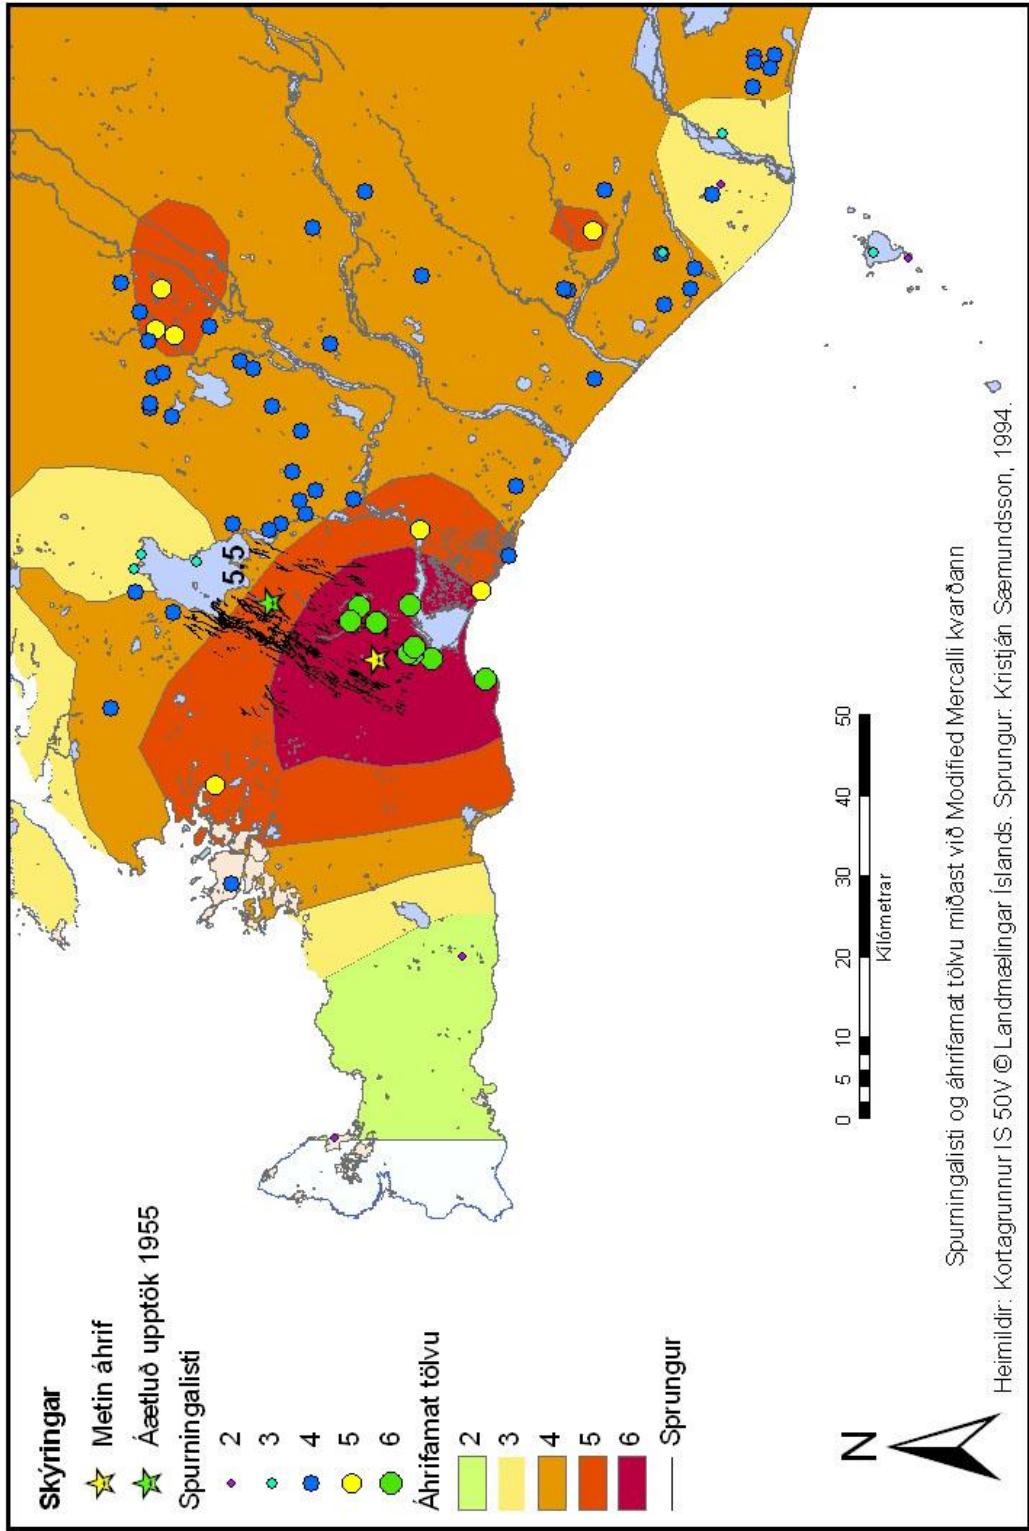 Skýringar
Metin áhrif
Áætluð upptök 1955
Spurningalisti
2
3
4
5
6
Áhrifamat tölvu
2
3
4
5
6
Sprungur
5,5
N
0 5 10 20 30 40 50
Kílómetrar
Spurningalisti og áhrifamat tölvu miðast við Modified Mercalli kvarðann
Heimildir: Kortagrunnur IS 50V © Landmælingar Íslands. Sprungur: Kristján Sæmundsson, 1994.